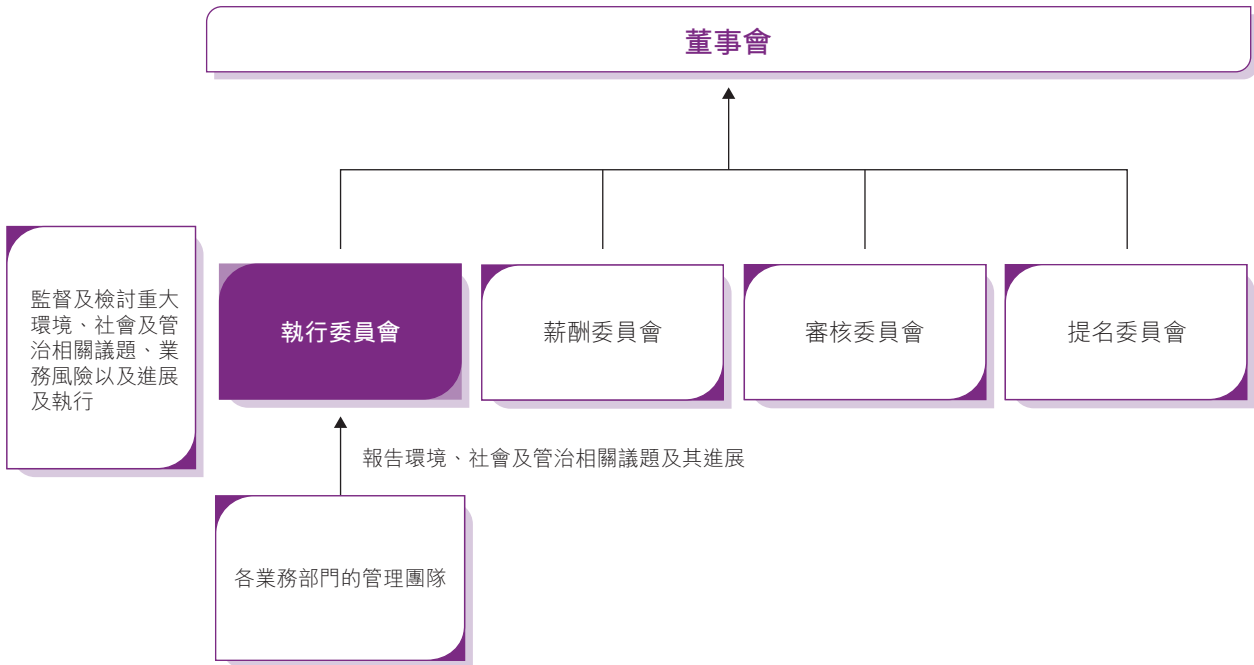 董事會
監督及檢討重大
環境、社會及管
治相關議題、業
務風險以及進展
及執行
執行委員會
薪酬委員會
審核委員會
提名委員會
報告環境、社會及管治相關議題及其進展
各業務部門的管理團隊